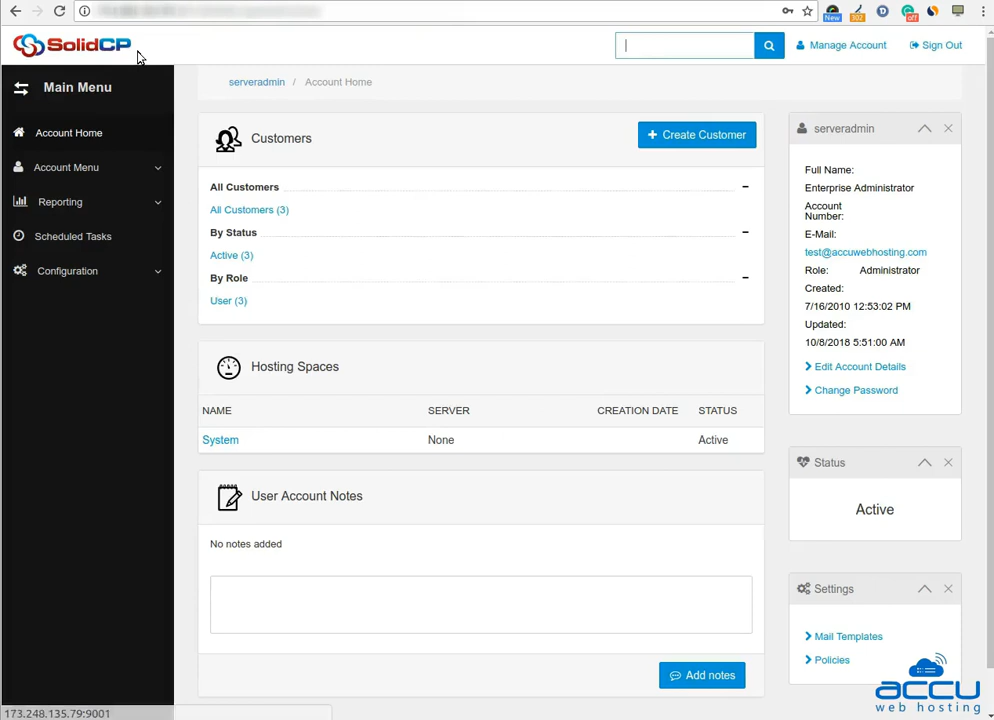 New
302
off
SolidCP
Manage Account
Sign Out
Main Menu
Account Home
Account Menu
Reporting
Scheduled Tasks
Configuration
serveradmin / Account Home
Customers
+ Create Customer
All Customers
All Customers (3)
By Status
Active (3)
By Role
User (3)
Hosting Spaces
NAME SERVER CREATION DATE STATUS
System None Active
User Account Notes
No notes added
Add notes
serveradmin
Full Name:
Enterprise Administrator
Account
Number:
E-Mail:
test@accuwebhosting.com
Role: Administrator
Created:
7/16/2010 12:53:02 PM
Updated:
10/8/2018 5:51:00 AM
Edit Account Details
Change Password
Status
Active
Settings
Mail Templates
Policies
accu
web hosting
173.248.135.79:9001